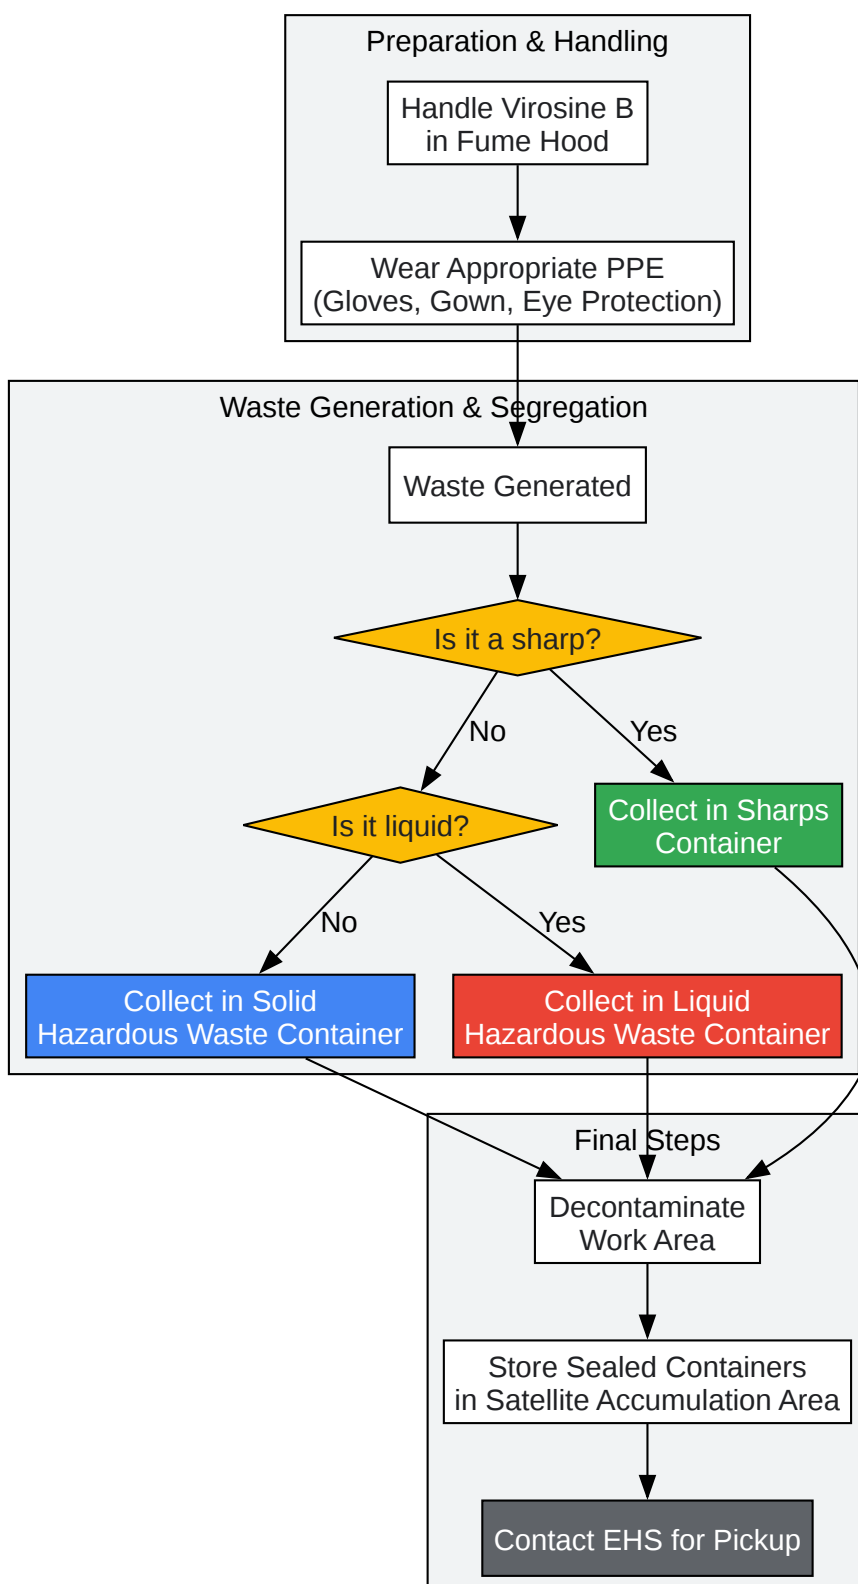 Preparation & Handling
Handle Virosine B
in Fume Hood
Wear Appropriate PPE
(Gloves, Gown, Eye Protection)
Waste Generation & Segregation
Waste Generated
Is it a sharp?
No
Yes
Is it liquid?
Collect in Sharps
Container
No
Yes
Collect in Solid
Hazardous Waste Container
Collect in Liquid
Hazardous Waste Container
Final Steps
Decontaminate
Work Area
Store Sealed Containers
in Satellite Accumulation Area
Contact EHS for Pickup